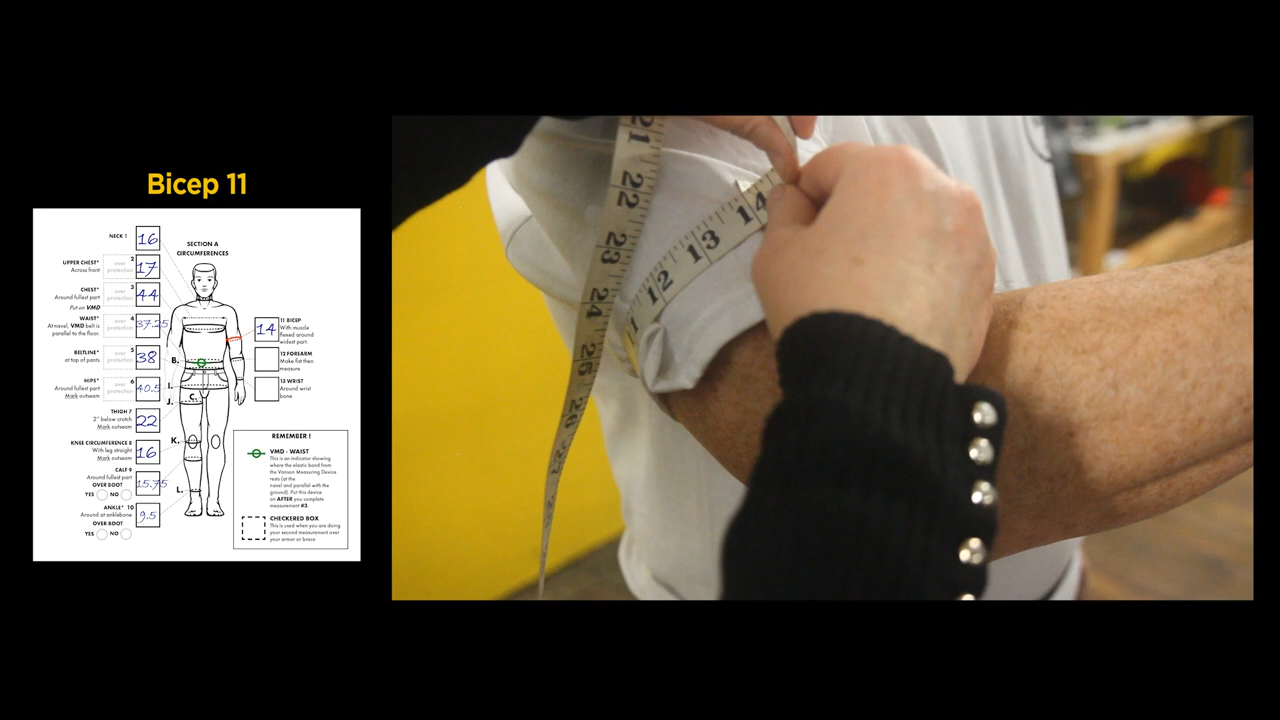 Bicep 11
NECK 1
16
SECTION A
CIRCUMFERENCES
UPPER CHEST* 2
Across front
over
protection
17
CHEST* 3
Around fullest part
over
protection
44
Put on VMD
WAIST* 4
At navel, VMD belt is
parallel to the floor.
over
protection
37.25
BELTLINE* 5
at top of pants
over
protection
38
HIPS* 6
Around fullest part
Mark outseam
over
protection
40.5
THIGH 7
2" below crotch
Mark outseam
22
KNEE CIRCUMFERENCE 8
With leg straight
Mark outseam
16
CALF 9
Around fullest part
OVER BOOT
YES NO
15.75
ANKLE* 10
Around at anklebone
OVER BOOT
YES NO
9.5
B.
I.
J.
C.
K.
L.
14
11 BICEP
With muscle
flexed around
widest part.
12 FOREARM
Make fist then
measure
13 WRIST
Around wrist
bone
REMEMBER !
VMD - WAIST
This is an indicator showing
where the elastic band from
the Vanson Measuring Device
rests (at the
navel and parallel with the
ground). Put this device
on AFTER you complete
measurement #3.
CHECKERED BOX
This is used when you are doing
your second measurement over
your armor or brace
21
22
23
24
25
26
11
12
13
14